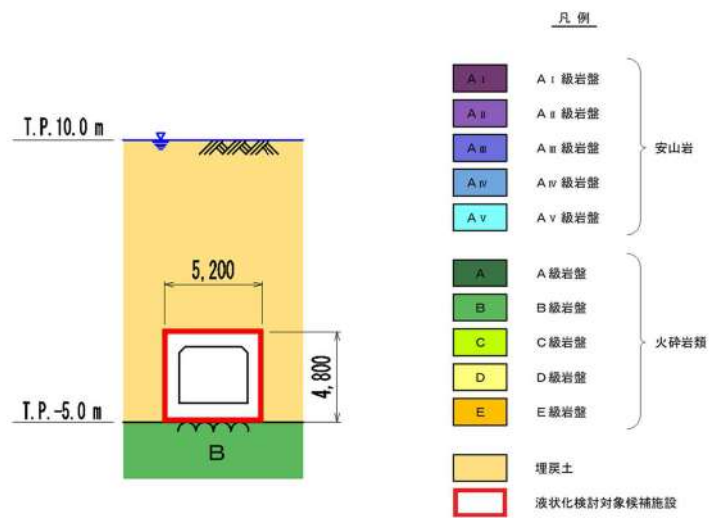 凡 例
AⅠ AⅠ級岩盤
AⅡ AⅡ級岩盤
AⅢ AⅢ級岩盤
AⅣ AⅣ級岩盤
AⅤ AⅤ級岩盤
安山岩
A A級岩盤
B B級岩盤
C C級岩盤
D D級岩盤
E E級岩盤
火砕岩類
埋戻土
液状化検討対象候補施設
T.P.10.0 m
5,200
4,800
T.P.-5.0 m
B